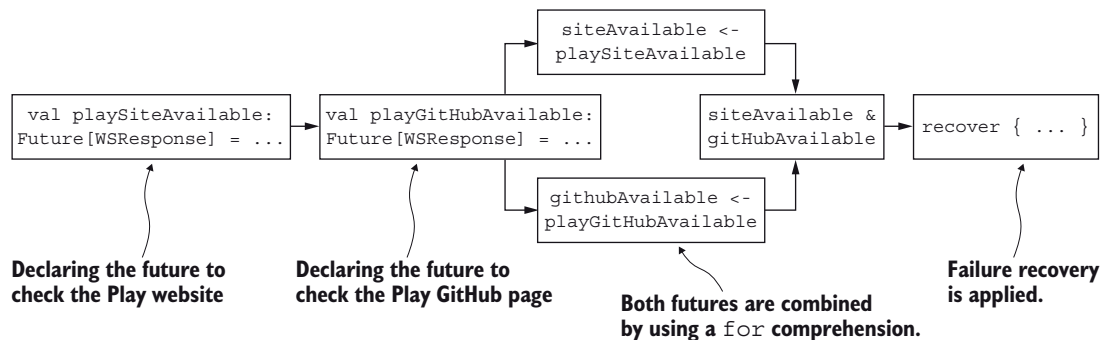 siteAvailable <-
playSiteAvailable
val playSiteAvailable:
Future[WSResponse] = ...
val playGitHubAvailable:
Future[WSResponse] = ...
siteAvailable &
gitHubAvailable
recover { ... }
githubAvailable <-
playGitHubAvailable
Declaring the future to
check the Play website
Declaring the future to
check the Play GitHub page
Both futures are combined
by using a for comprehension.
Failure recovery
is applied.